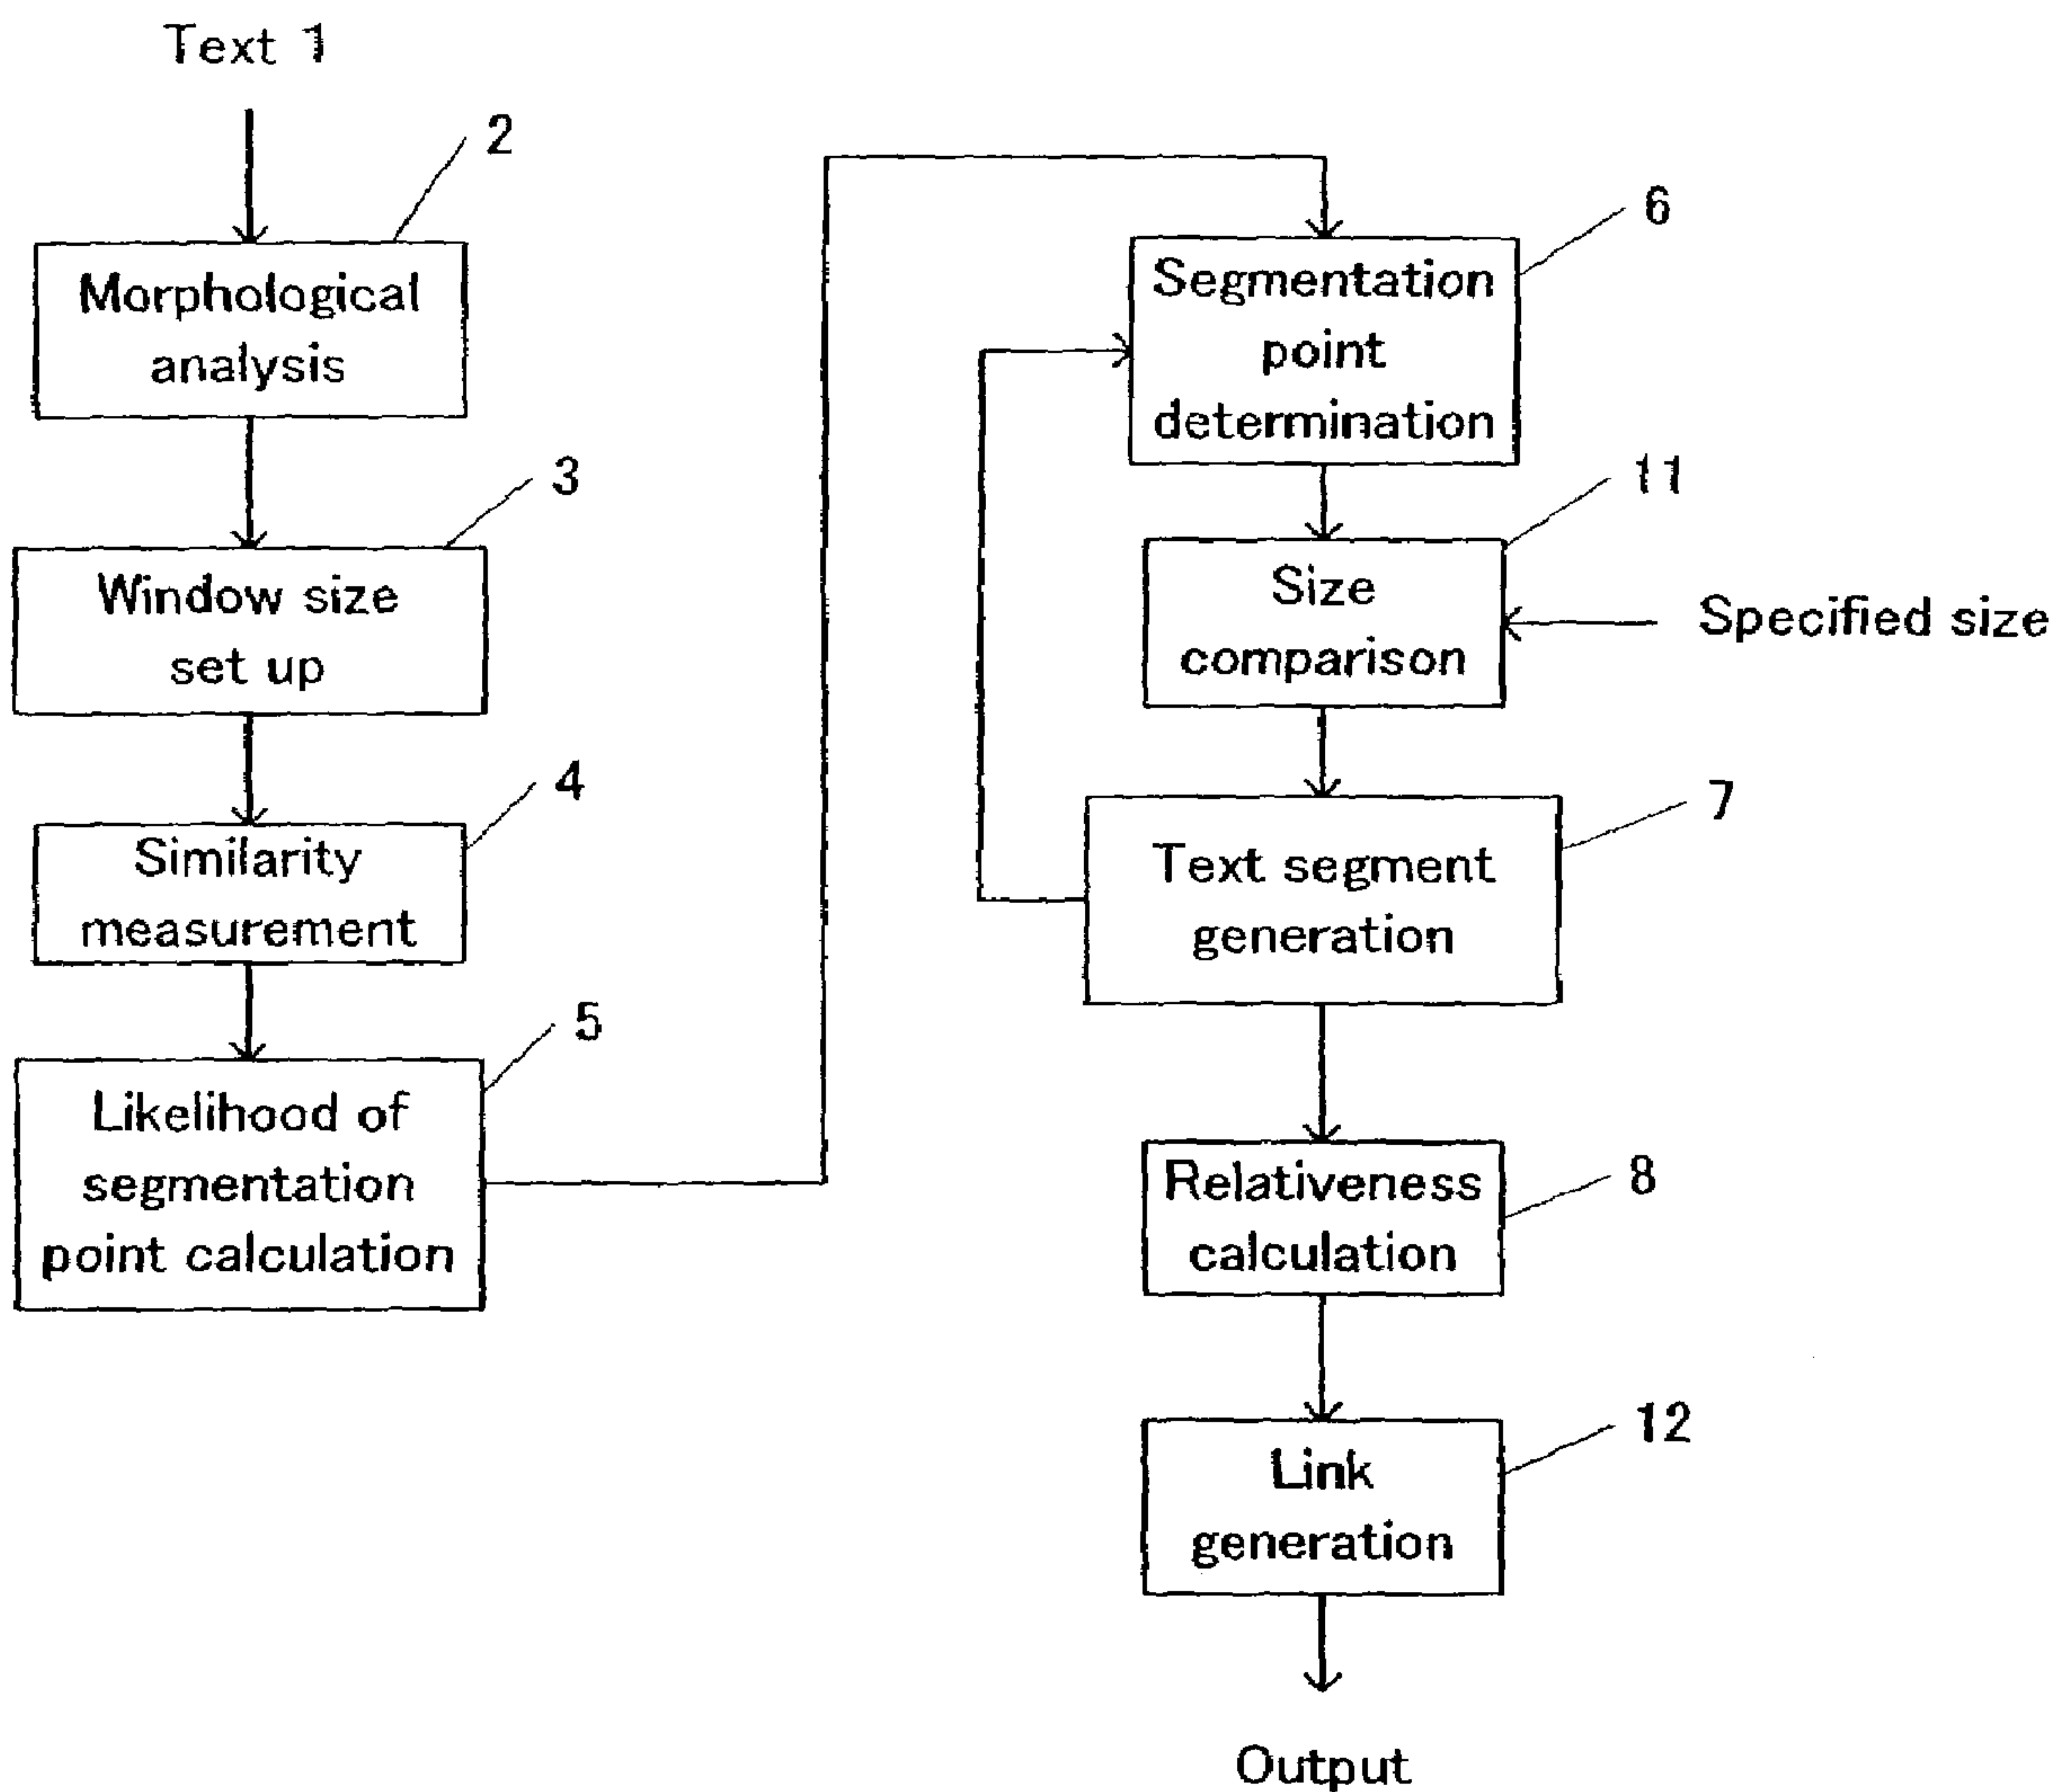 Text 1
2
Morphological
analysis
3
Window size
set up
4
Similarity
measurement
5
Likelihood of
segmentation
point calculation
6
Segmentation
point
determination
11
Size
comparison
Specified size
7
Text segment
generation
8
Relativeness
calculation
12
Link
generation
Output